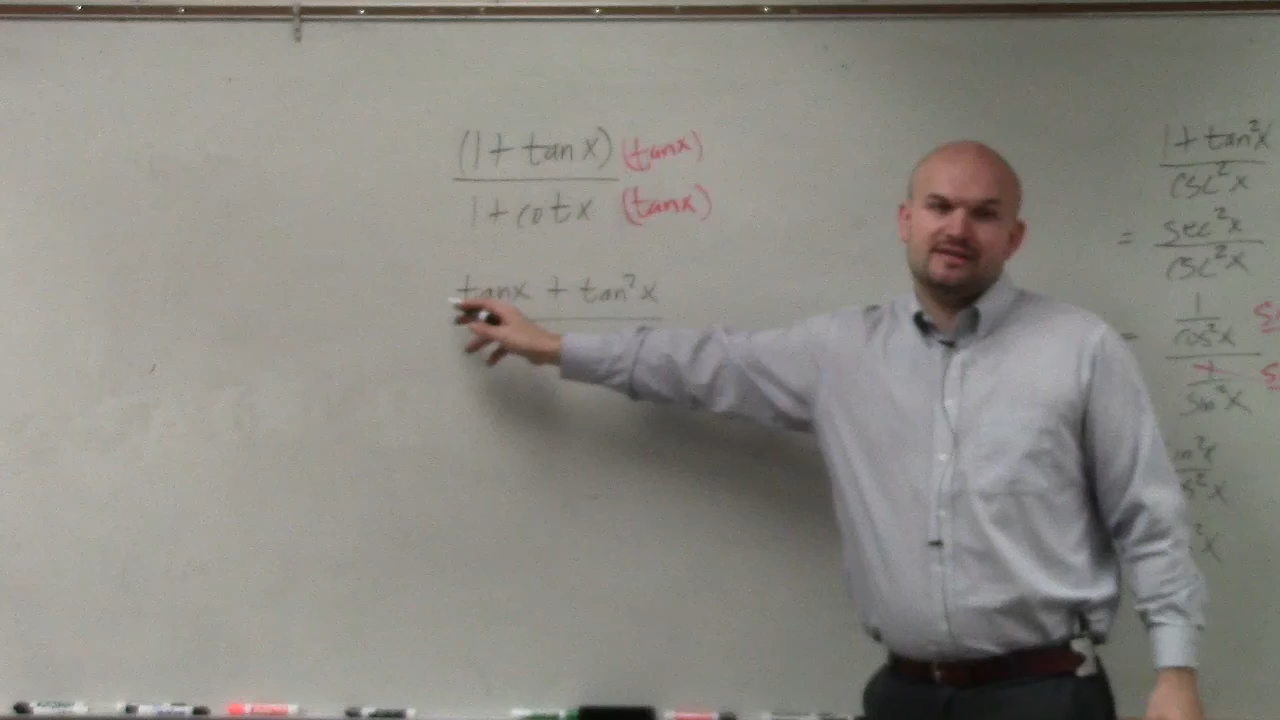 (1 + tan x) (tan x)
1 + cot x (tan x)
tan x + tan² x
1 + tan² x
csc² x
= sec² x
csc² x
= 1
cos² x
1
sin² x